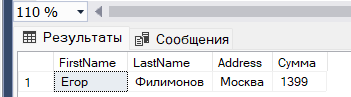 110 %
Результаты Сообщения
FirstName LastName Address Сумма
1 Егор Филимонов Москва 1399